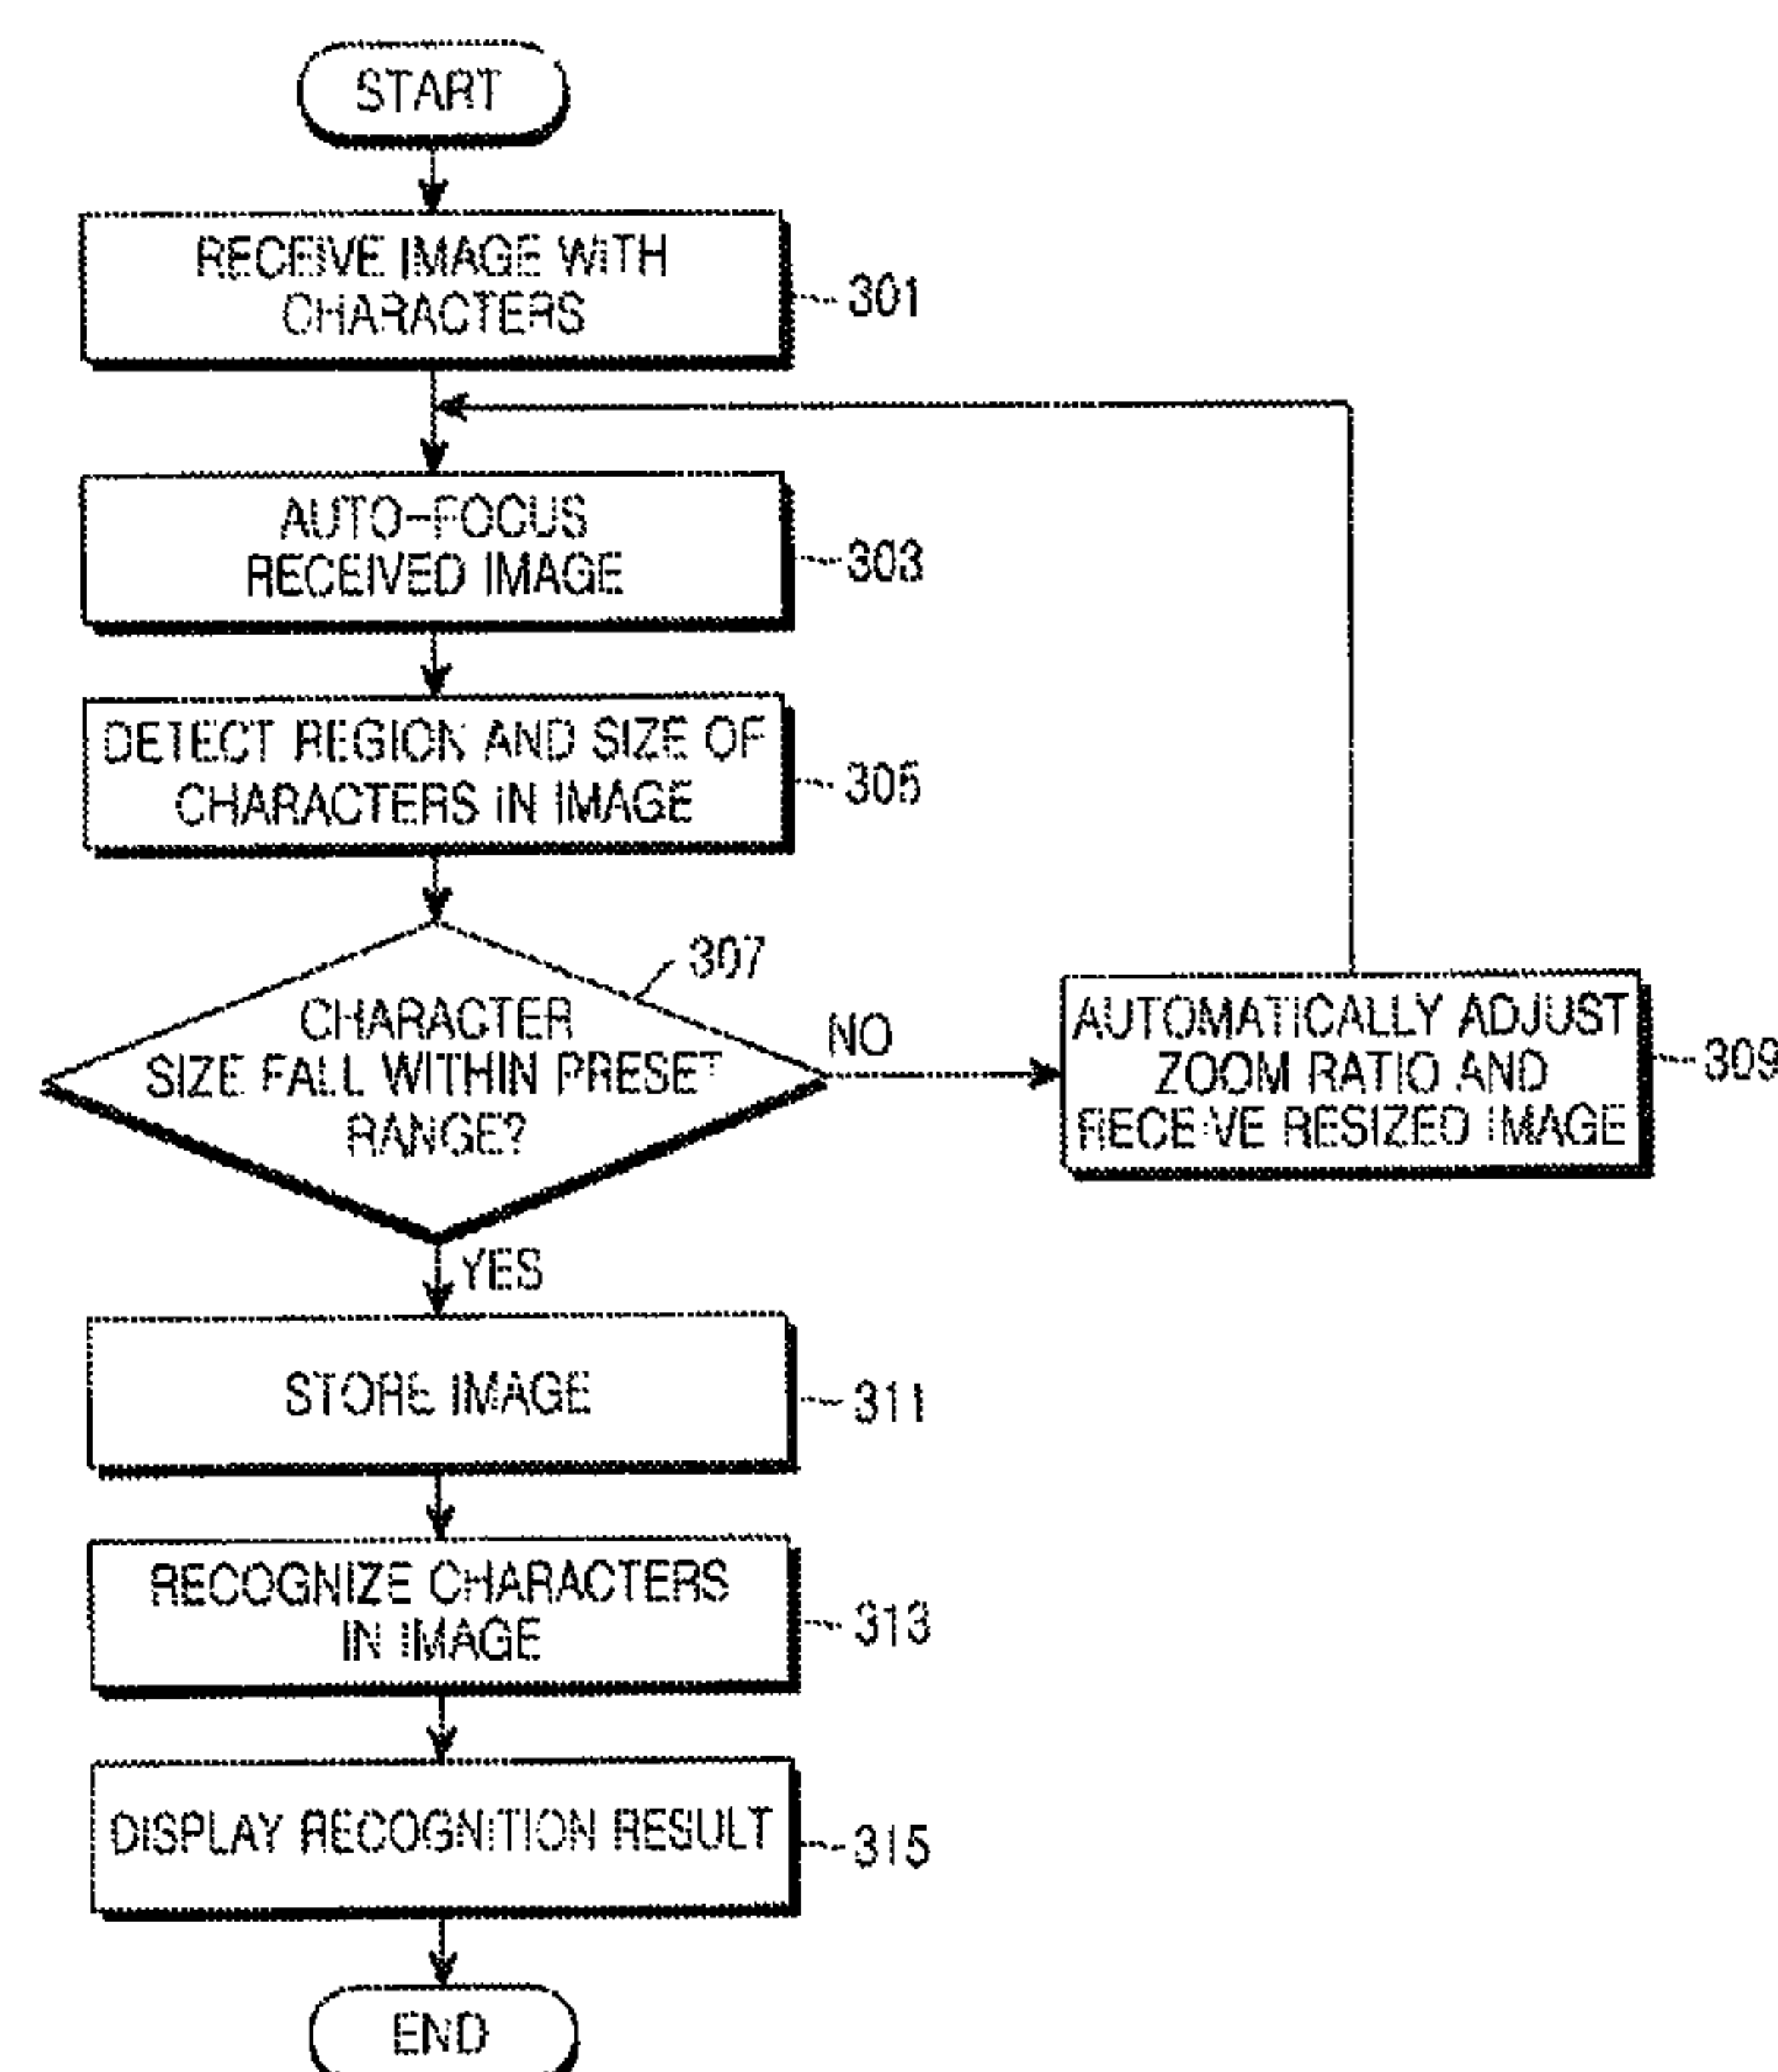 START
RECEIVE IMAGE WITH
CHARACTERS
301
AUTO-FOCUS
RECEIVED IMAGE
303
DETECT REGION AND SIZE OF
CHARACTERS IN IMAGE
305
307
CHARACTER
SIZE FALL WITHIN PRESET
RANGE?
NO
AUTOMATICALLY ADJUST
ZOOM RATIO AND
RECEIVE RESIZED IMAGE
309
YES
STORE IMAGE
311
RECOGNIZE CHARACTERS
IN IMAGE
313
DISPLAY RECOGNITION RESULT
315
END